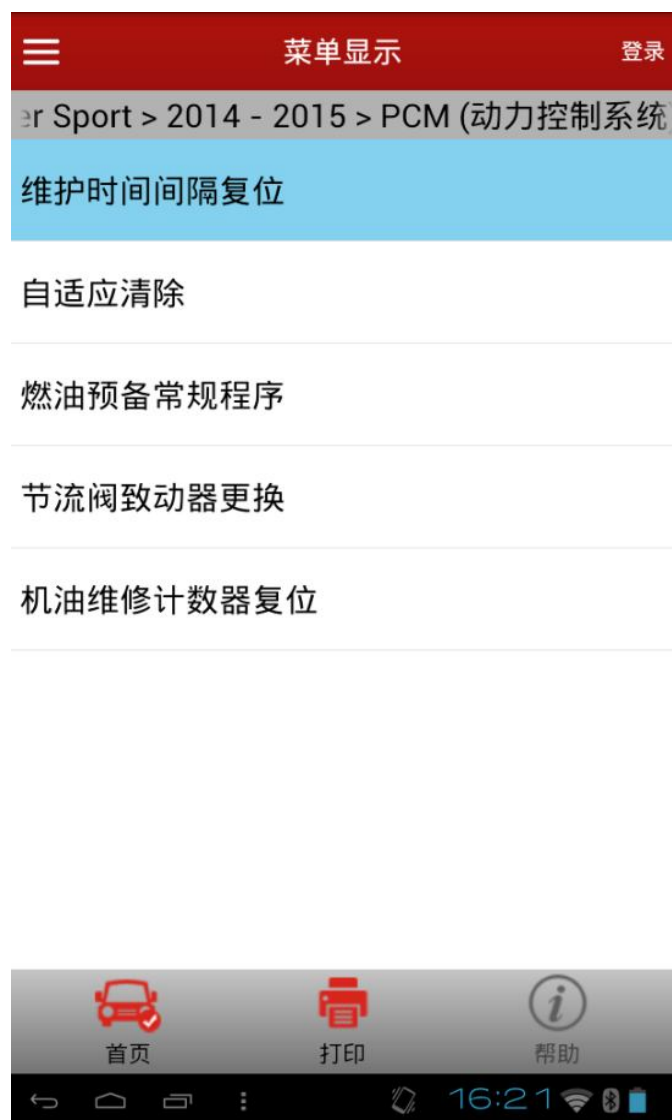 菜单显示
登录
er Sport > 2014 - 2015 > PCM (动力控制系统)
维护时间间隔复位
自适应清除
燃油预备常规程序
节流阀致动器更换
机油维修计数器复位
首页
打印
帮助
16:21